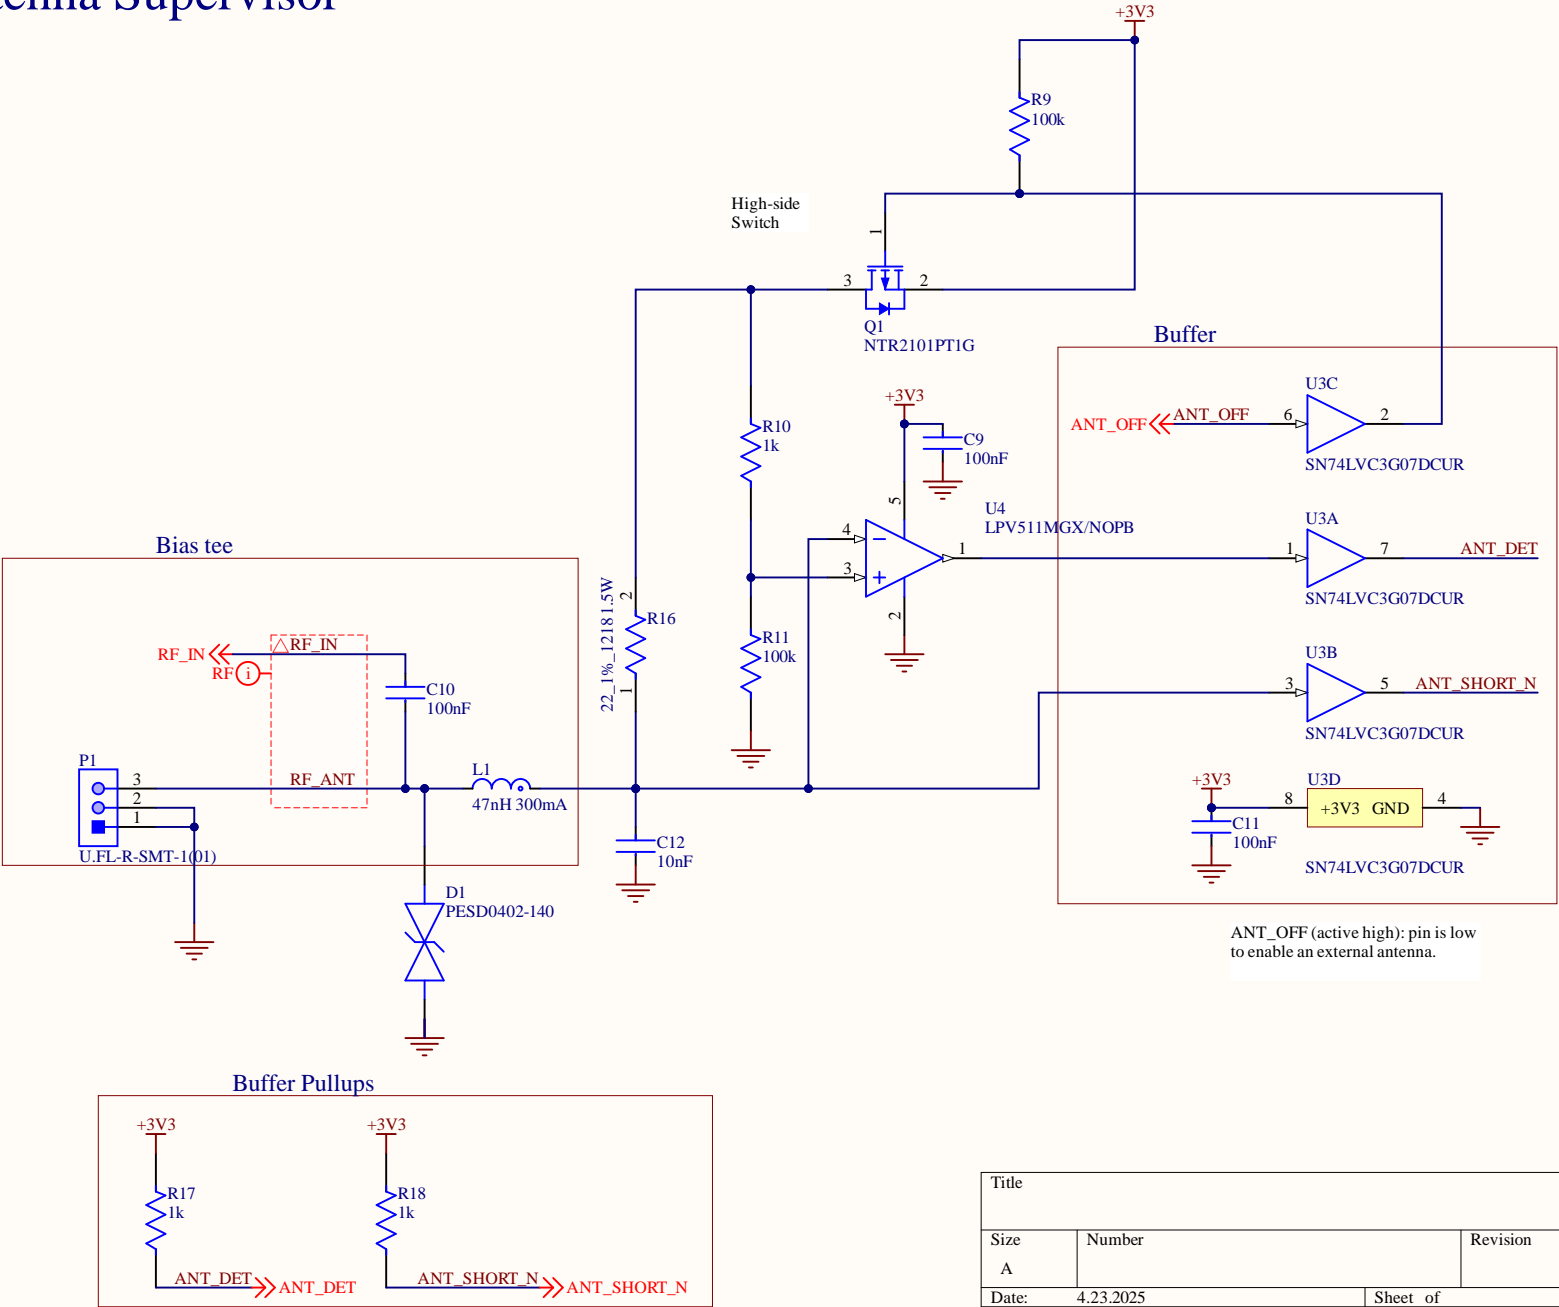 +3V3
R9
100k
High-side
Switch
1
3
2
Q1
NTR2101PT1G
Buffer
U3C
ANT_OFF
ANT_OFF
6
2
SN74LVC3G07DCUR
+3V3
C9
100nF
R10
1k
5
U4
LPV511MGX/NOPB
4
3
1
2
U3A
1
7
ANT_DET
SN74LVC3G07DCUR
Bias tee
22_1%_1218 1.5W
2
R16
1
R11
100k
RF_IN
RF_IN
RF
i
C10
100nF
U3B
3
5
ANT_SHORT_N
SN74LVC3G07DCUR
P1
3
2
1
U.FL-R-SMT-1(01)
RF_ANT
L1
47nH 300mA
C12
10nF
+3V3
C11
100nF
U3D
8
+3V3 GND
4
SN74LVC3G07DCUR
D1
PESD0402-140
ANT_OFF (active high): pin is low
to enable an external antenna.
Buffer Pullups
+3V3
R17
1k
ANT_DET
ANT_DET
+3V3
R18
1k
ANT_SHORT_N
ANT_SHORT_N
Title
Size
A
Number
Revision
Date:
4.23.2025
Sheet of